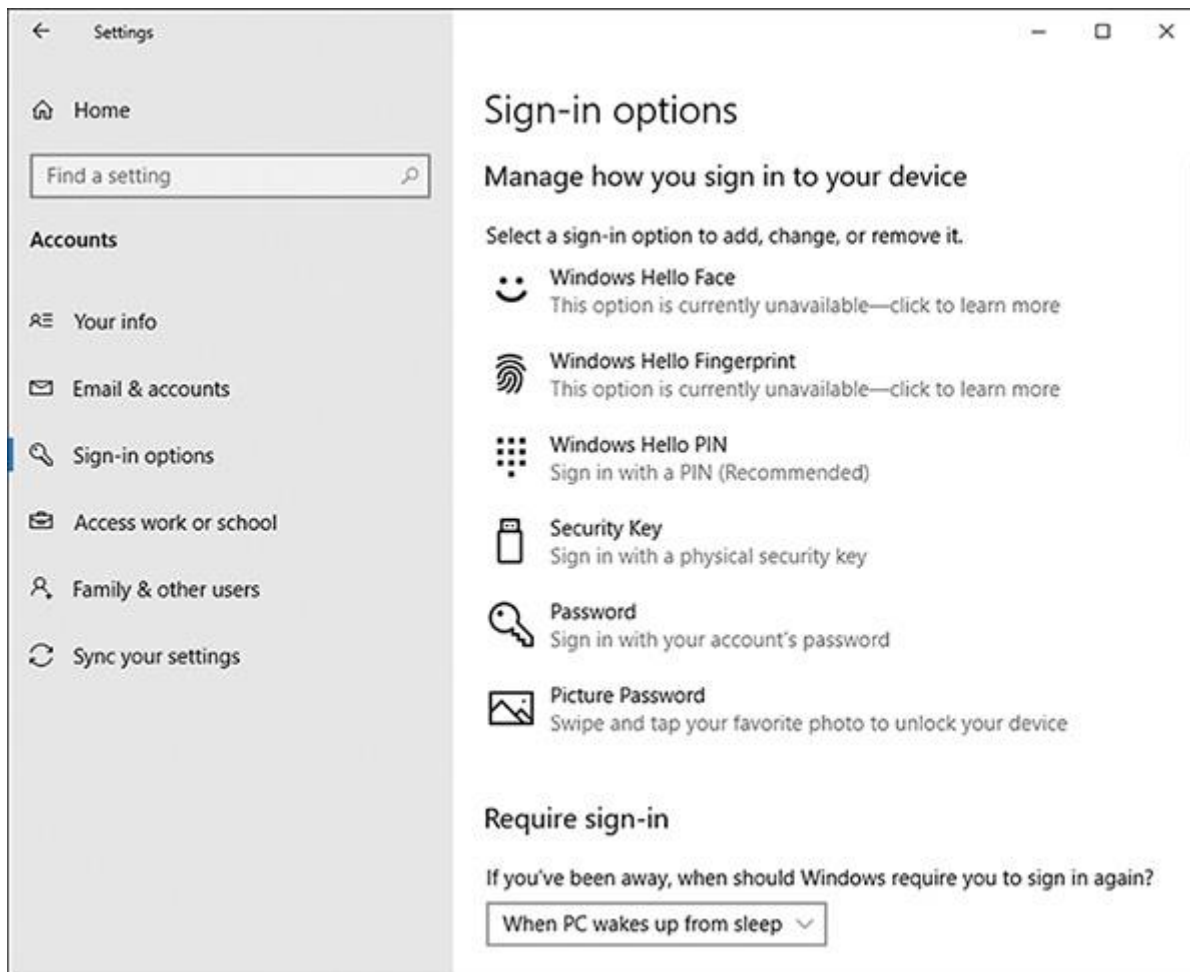 Settings
Home
Find a setting
Accounts
Your info
Email & accounts
Sign-in options
Access work or school
Family & other users
Sync your settings
Sign-in options
Manage how you sign in to your device
Select a sign-in option to add, change, or remove it.
Windows Hello Face
This option is currently unavailable—click to learn more
Windows Hello Fingerprint
This option is currently unavailable—click to learn more
Windows Hello PIN
Sign in with a PIN (Recommended)
Security Key
Sign in with a physical security key
Password
Sign in with your account's password
Picture Password
Swipe and tap your favorite photo to unlock your device
Require sign-in
If you've been away, when should Windows require you to sign in again?
When PC wakes up from sleep